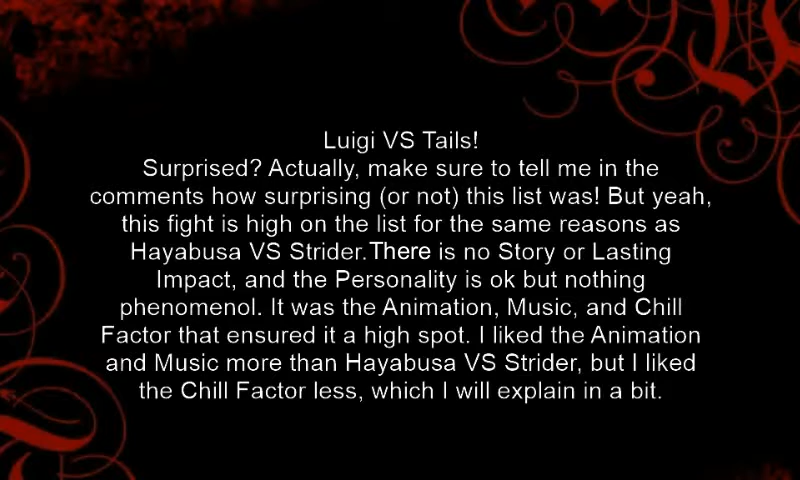 Luigi VS Tails!
Surprised? Actually, make sure to tell me in the
comments how surprising (or not) this list was! But yeah,
this fight is high on the list for the same reasons as
Hayabusa VS Strider.There is no Story or Lasting
Impact, and the Personality is ok but nothing
phenomenol. It was the Animation, Music, and Chill
Factor that ensured it a high spot. I liked the Animation
and Music more than Hayabusa VS Strider, but I liked
the Chill Factor less, which I will explain in a bit.